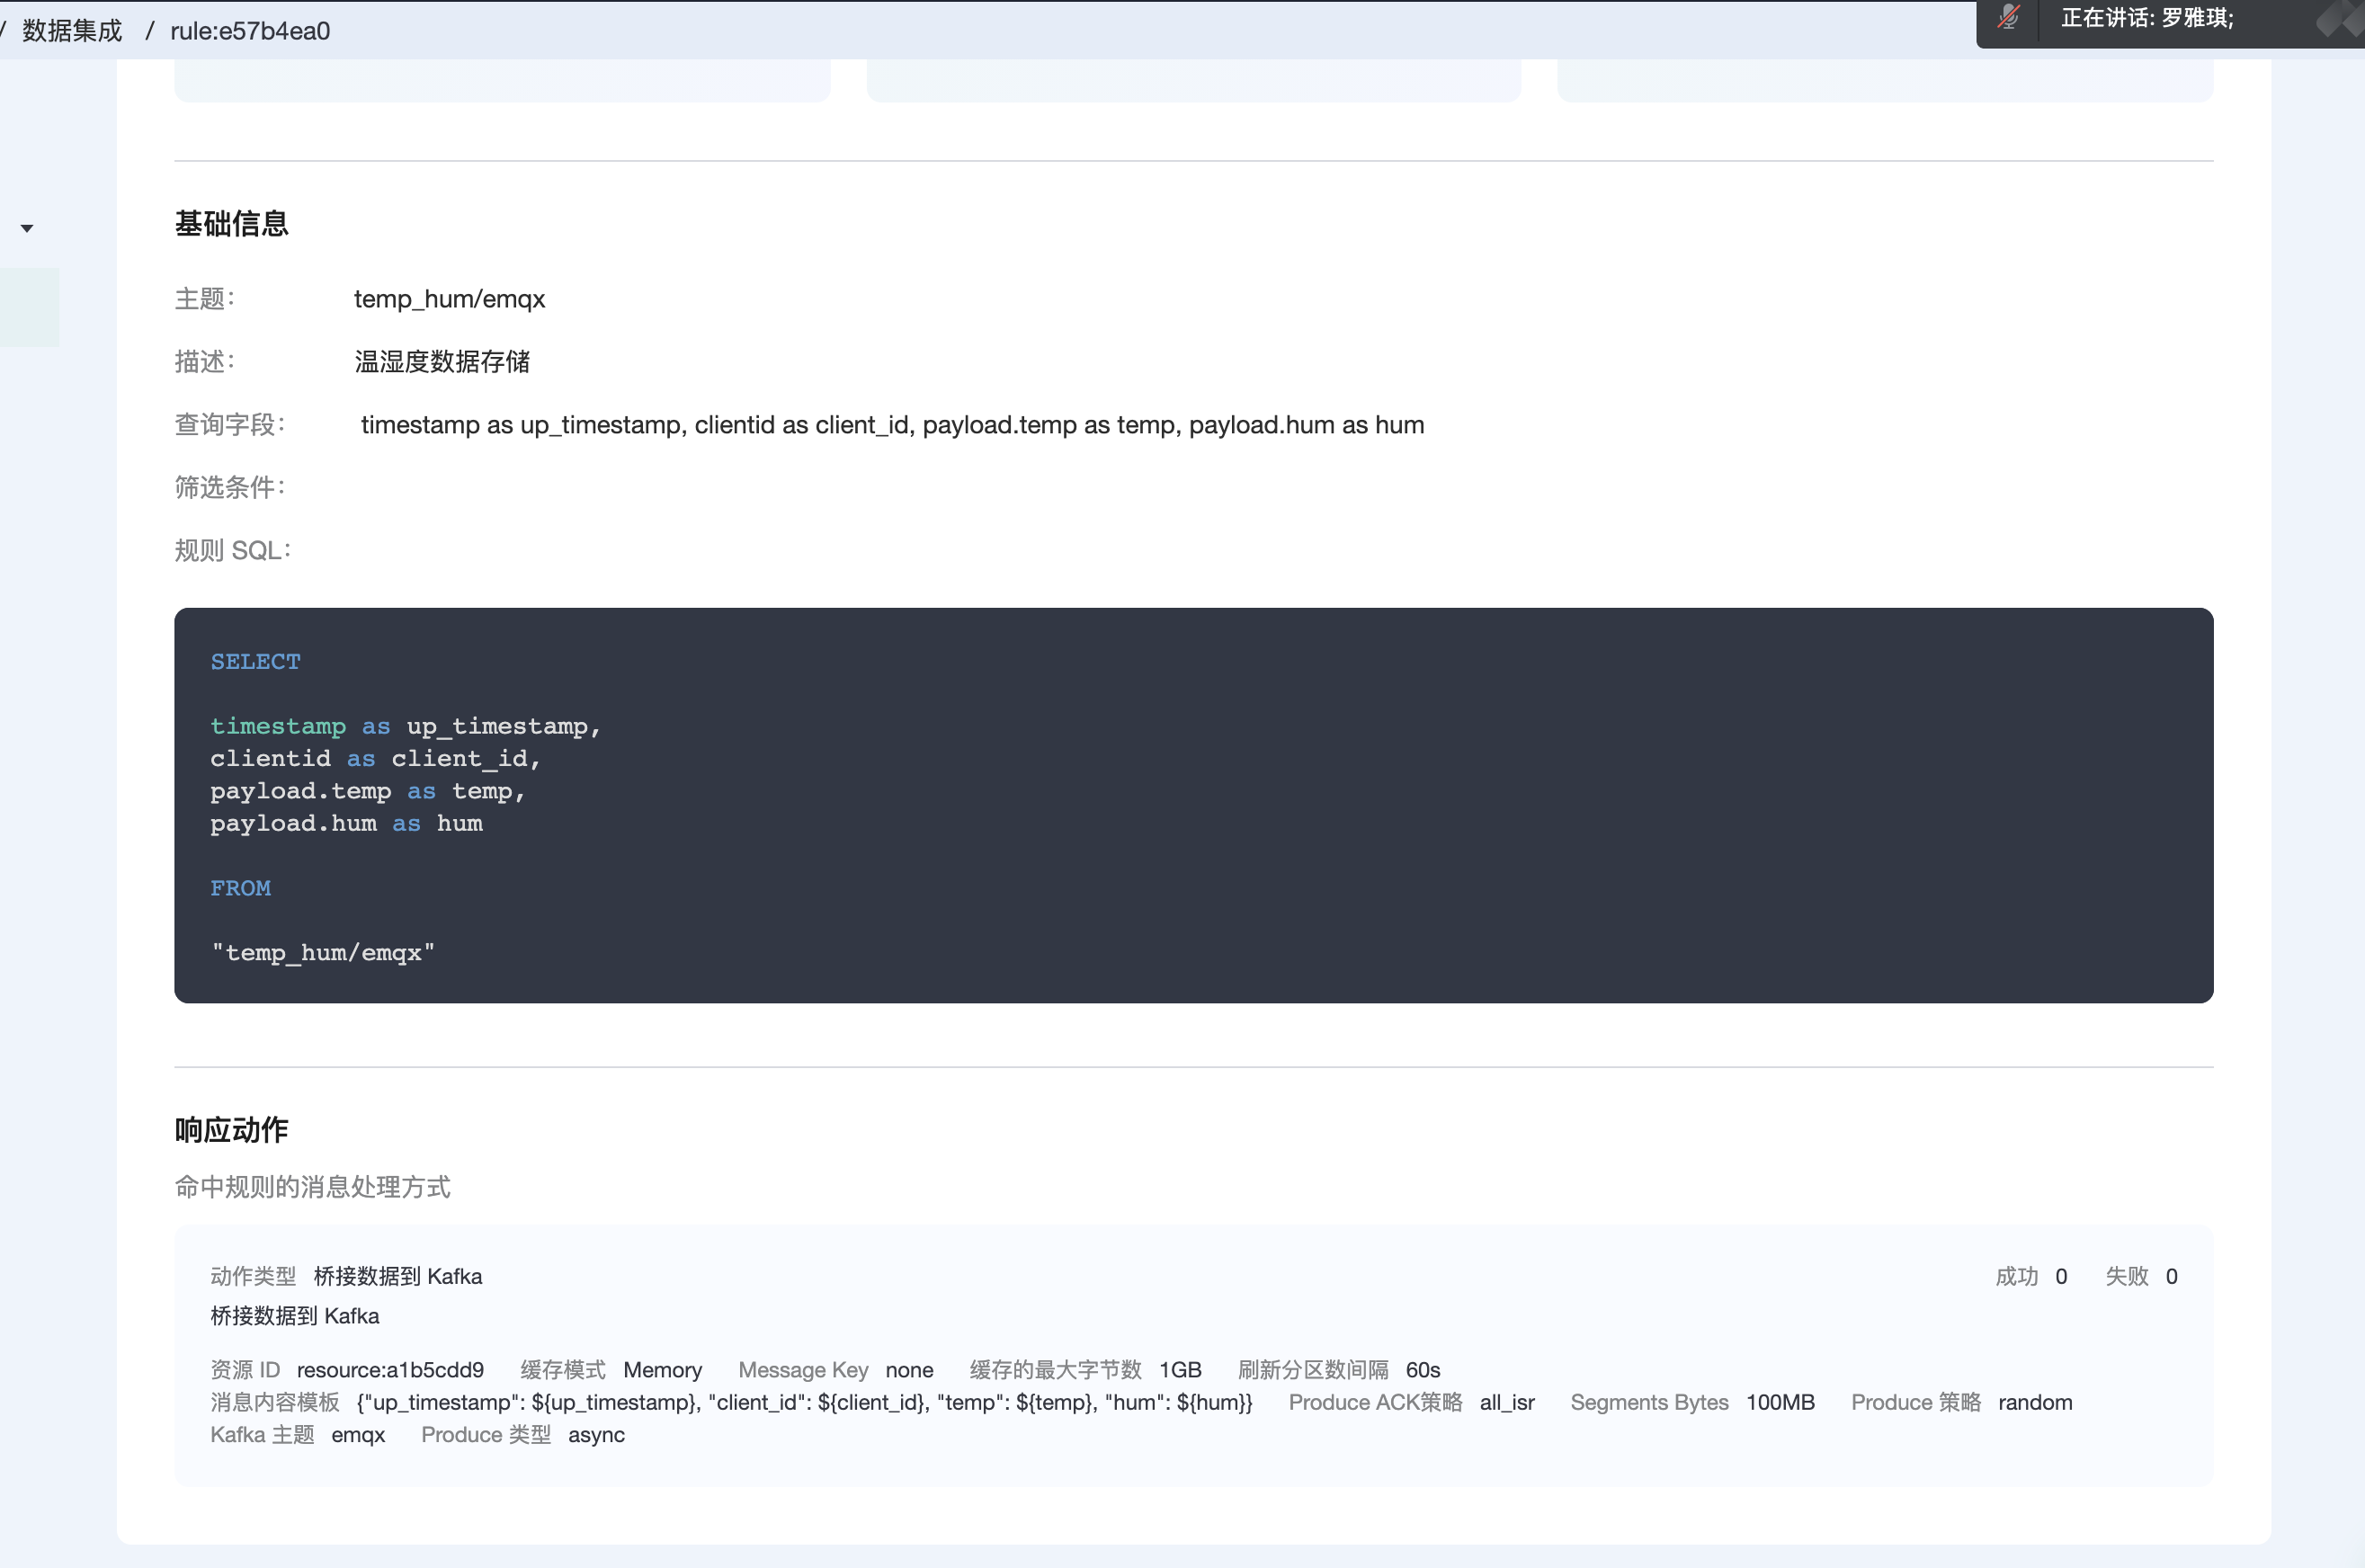 / 数据集成 / rule:e57b4ea0
正在讲话: 罗雅琪;
基础信息
主题: temp_hum/emqx
描述: 温湿度数据存储
查询字段: timestamp as up_timestamp, clientid as client_id, payload.temp as temp, payload.hum as hum
筛选条件:
规则 SQL:
SELECT
timestamp as up_timestamp,
clientid as client_id,
payload.temp as temp,
payload.hum as hum
FROM
"temp_hum/emqx"
响应动作
命中规则的消息处理方式
动作类型 桥接数据到 Kafka 成功 0 失败 0
桥接数据到 Kafka
资源 ID resource:a1b5cdd9 缓存模式 Memory Message Key none 缓存的最大字节数 1GB 刷新分区数间隔 60s
消息内容模板 {"up_timestamp": ${up_timestamp}, "client_id": ${client_id}, "temp": ${temp}, "hum": ${hum}} Produce ACK策略 all_isr Segments Bytes 100MB Produce 策略 random
Kafka 主题 emqx Produce 类型 async